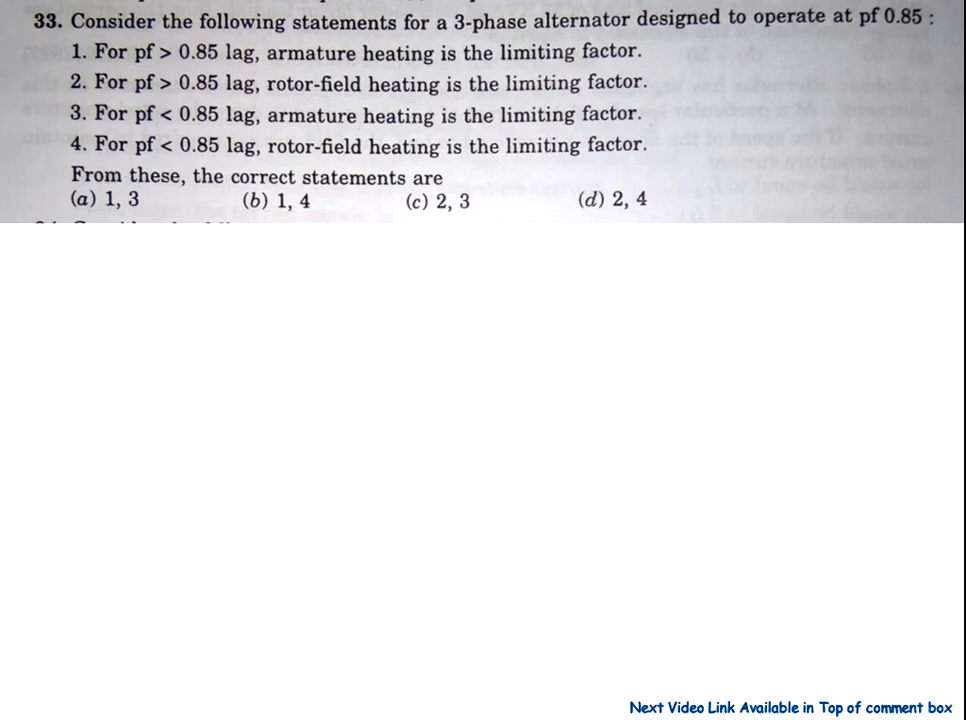 33. Consider the following statements for a 3-phase alternator designed to operate at pf 0.85 :
1. For pf > 0.85 lag, armature heating is the limiting factor.
2. For pf > 0.85 lag, rotor-field heating is the limiting factor.
3. For pf < 0.85 lag, armature heating is the limiting factor.
4. For pf < 0.85 lag, rotor-field heating is the limiting factor.
From these, the correct statements are
(a) 1, 3 (b) 1, 4 (c) 2, 3 (d) 2, 4
Next Video Link Available in Top of comment box